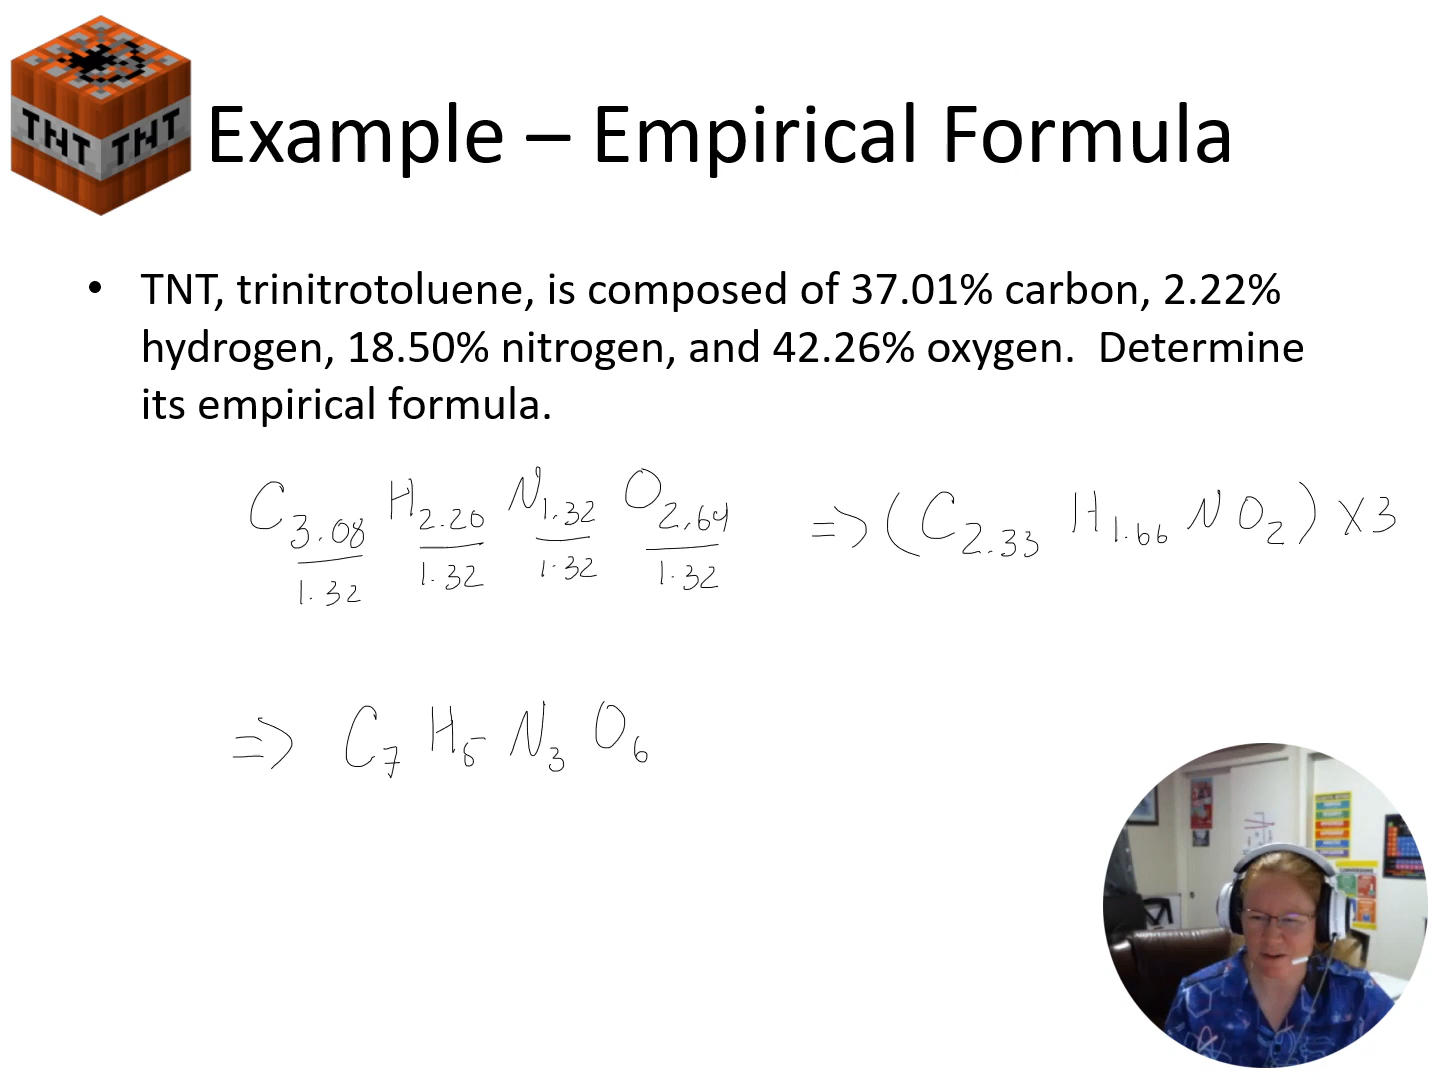 TNT TNT
Example – Empirical Formula
• TNT, trinitrotoluene, is composed of 37.01% carbon, 2.22%
hydrogen, 18.50% nitrogen, and 42.26% oxygen. Determine
its empirical formula.
C3.08 H2.20 N1.32 O2.64 => (C2.33 H1.66 NO2) x3
1.32 1.32 1.32 1.32
=> C7 H5 N3 O6